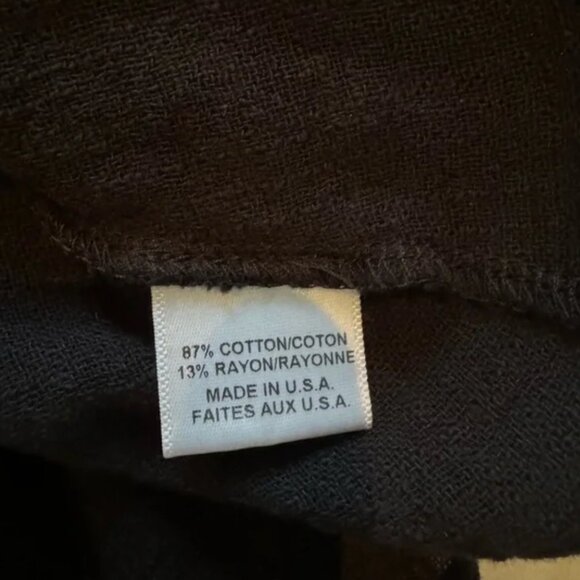 87% COTTON/COTON
13% RAYON/RAYONNE
MADE IN U.S.A.
FAITES AUX U.S.A.